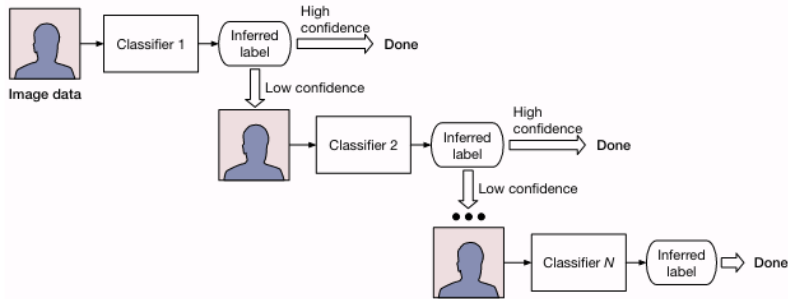 High
confidence
Classifier 1
Inferred
label
Done
Image data
Low confidence
High
confidence
Classifier 2
Inferred
label
Done
Low confidence
Classifier N
Inferred
label
Done